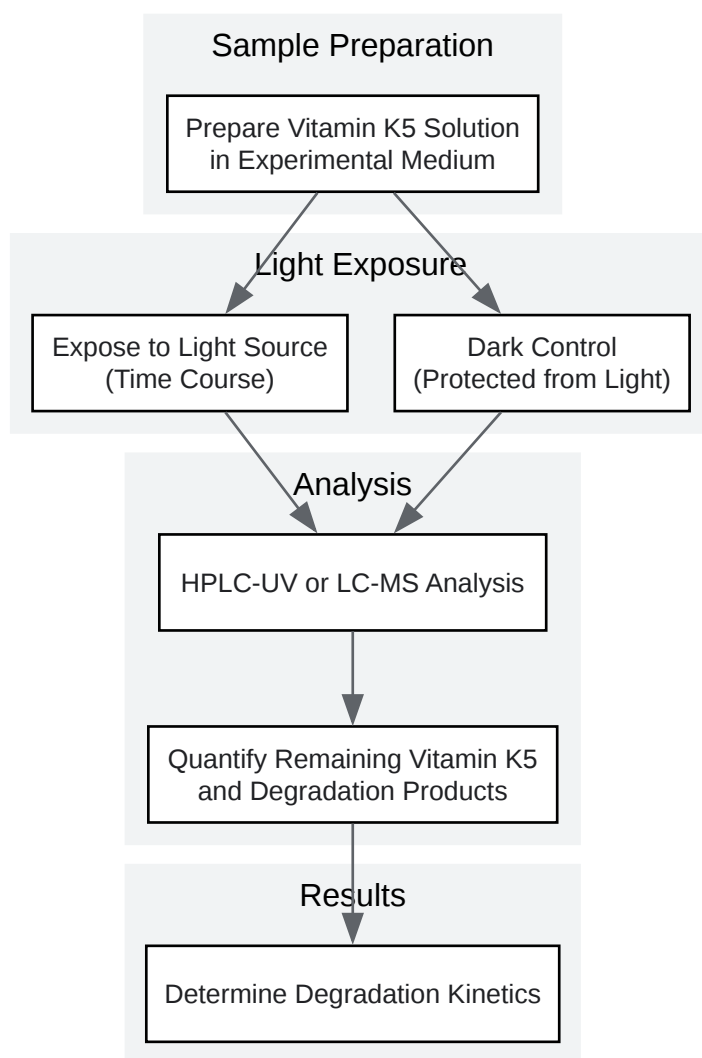 Sample Preparation
Prepare Vitamin K5 Solution
in Experimental Medium
Light Exposure
Expose to Light Source
(Time Course)
Dark Control
(Protected from Light)
Analysis
HPLC-UV or LC-MS Analysis
Quantify Remaining Vitamin K5
and Degradation Products
Results
Determine Degradation Kinetics